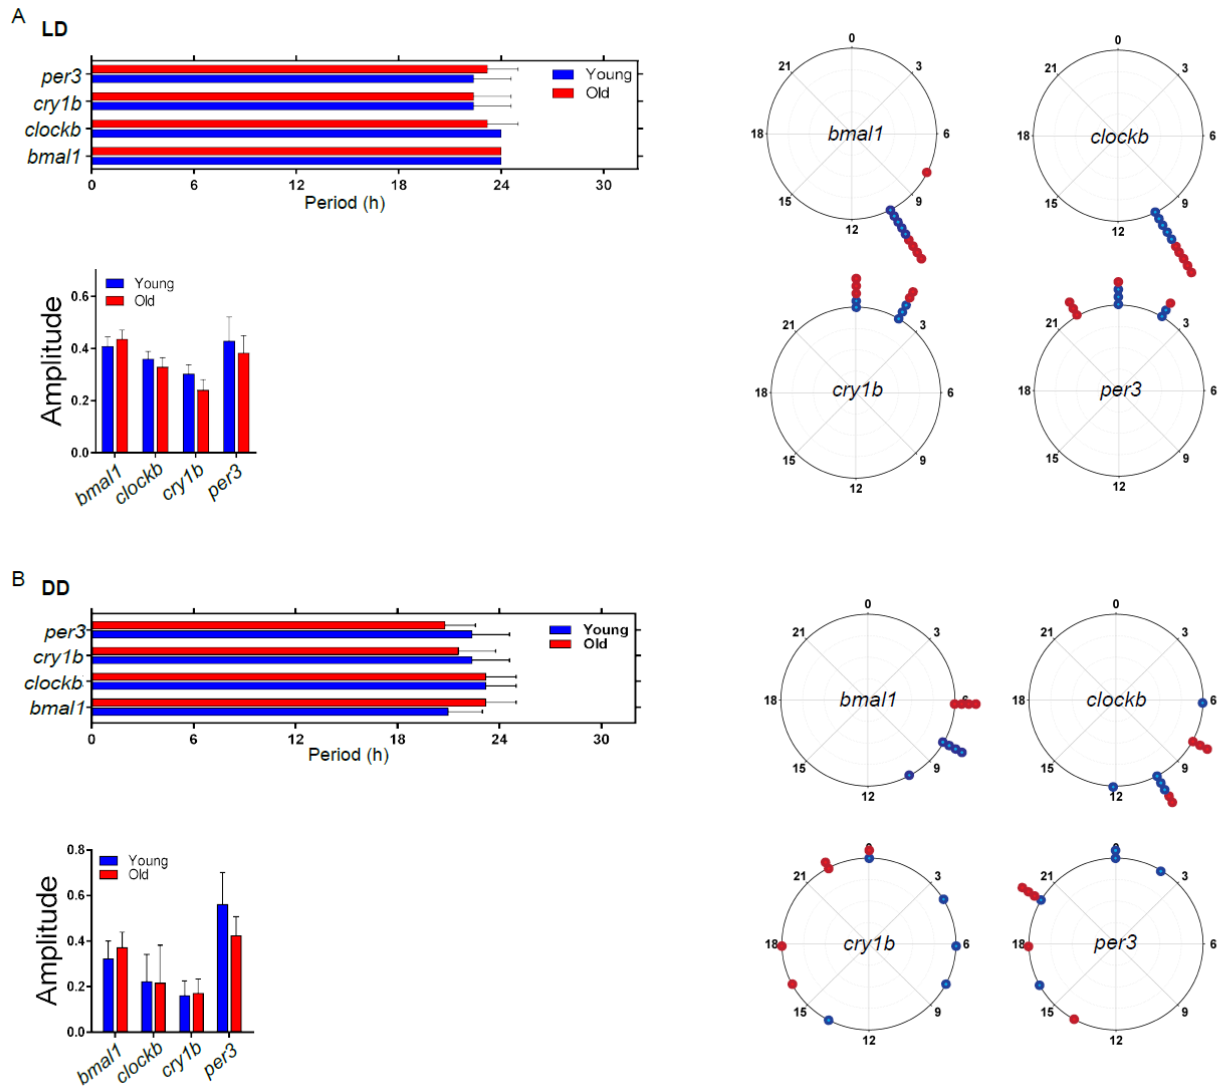 A
LD
per3
cry1b
clockb
bmal1
Young
Old
0 6 12 18 24 30
Period (h)
Amplitude
0.6
0.4
0.2
0.0
Young
Old
bmal1 clockb cry1b per3
0 3 6 9 12 15 18 21
bmal1
0 3 6 9 12 15 18 21
clockb
3 6 9 12 15 18 21
cry1b
3 6 9 12 15 18 21
per3
B
DD
per3
cry1b
clockb
bmal1
Young
Old
0 6 12 18 24 30
Period (h)
Amplitude
0.8
0.6
0.4
0.2
0.0
Young
Old
bmal1 clockb cry1b per3
0 3 9 12 15 18 21
bmal1
0 3 6 9 12 15 18 21
clockb
3 6 9 12 15 18 21
cry1b
3 6 9 12 15 18 21
per3